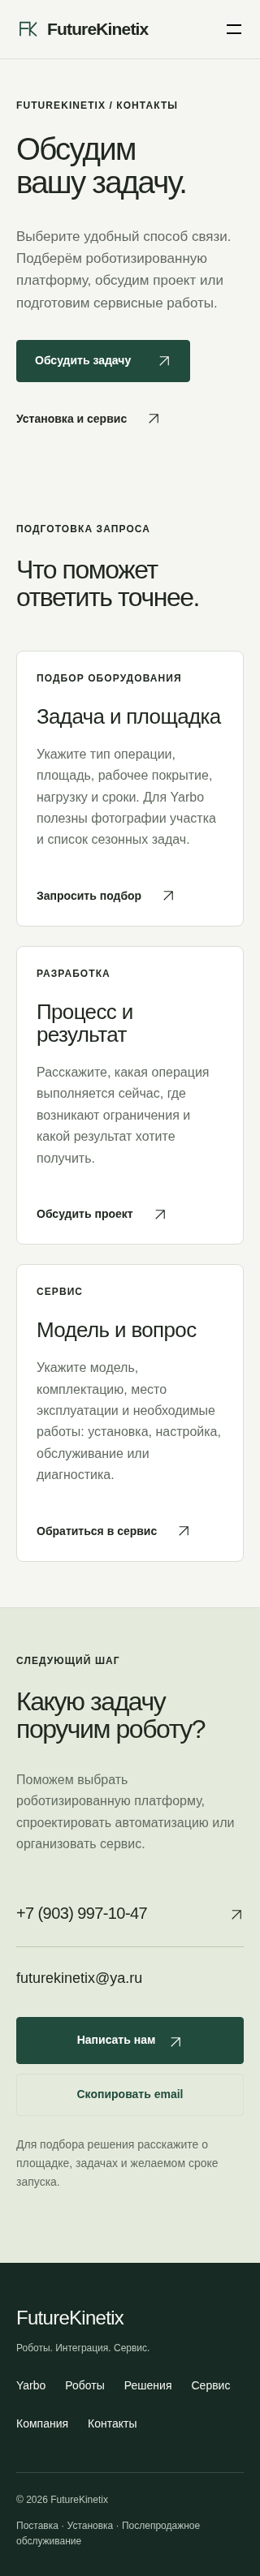 FutureKinetix
FUTUREKINETIX / КОНТАКТЫ
Обсудим
вашу задачу.
Выберите удобный способ связи.
Подберём роботизированную
платформу, обсудим проект или
подготовим сервисные работы.
Обсудить задачу
Установка и сервис
ПОДГОТОВКА ЗАПРОСА
Что поможет
ответить точнее.
ПОДБОР ОБОРУДОВАНИЯ
Задача и площадка
Укажите тип операции,
площадь, рабочее покрытие,
нагрузку и сроки. Для Yarbo
полезны фотографии участка
и список сезонных задач.
Запросить подбор
РАЗРАБОТКА
Процесс и
результат
Расскажите, какая операция
выполняется сейчас, где
возникают ограничения и
какой результат хотите
получить.
Обсудить проект
СЕРВИС
Модель и вопрос
Укажите модель,
комплектацию, место
эксплуатации и необходимые
работы: установка, настройка,
обслуживание или
диагностика.
Обратиться в сервис
СЛЕДУЮЩИЙ ШАГ
Какую задачу
поручим роботу?
Поможем выбрать
роботизированную платформу,
спроектировать автоматизацию или
организовать сервис.
+7 (903) 997-10-47
futurekinetix@ya.ru
Написать нам
Скопировать email
Для подбора решения расскажите о
площадке, задачах и желаемом сроке
запуска.
FutureKinetix
Роботы. Интеграция. Сервис.
Yarbo Роботы Решения Сервис
Компания Контакты
© 2026 FutureKinetix
Поставка · Установка · Послепродажное
обслуживание